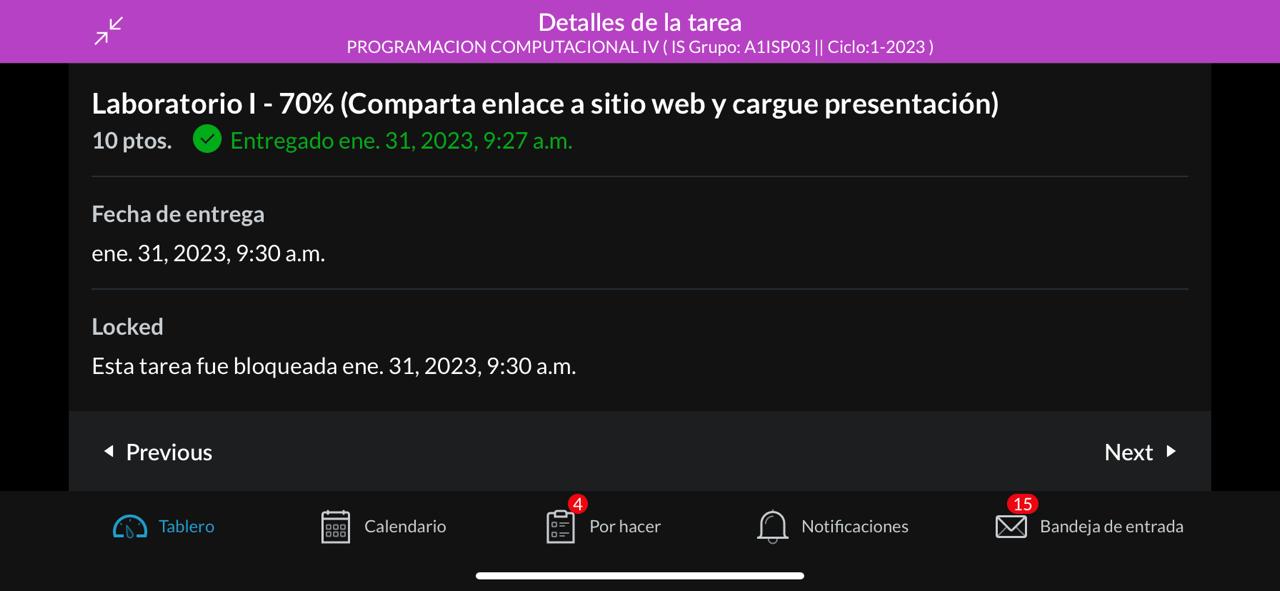 Detalles de la tarea
PROGRAMACION COMPUTACIONAL IV ( IS Grupo: A1ISP03 || Ciclo:1-2023 )
Laboratorio I - 70% (Comparta enlace a sitio web y cargue presentación)
10 ptos. Entregado ene. 31, 2023, 9:27 a.m.
Fecha de entrega
ene. 31, 2023, 9:30 a.m.
Locked
Esta tarea fue bloqueada ene. 31, 2023, 9:30 a.m.
Previous Next
Tablero Calendario 4 Por hacer Notificaciones 15 Bandeja de entrada